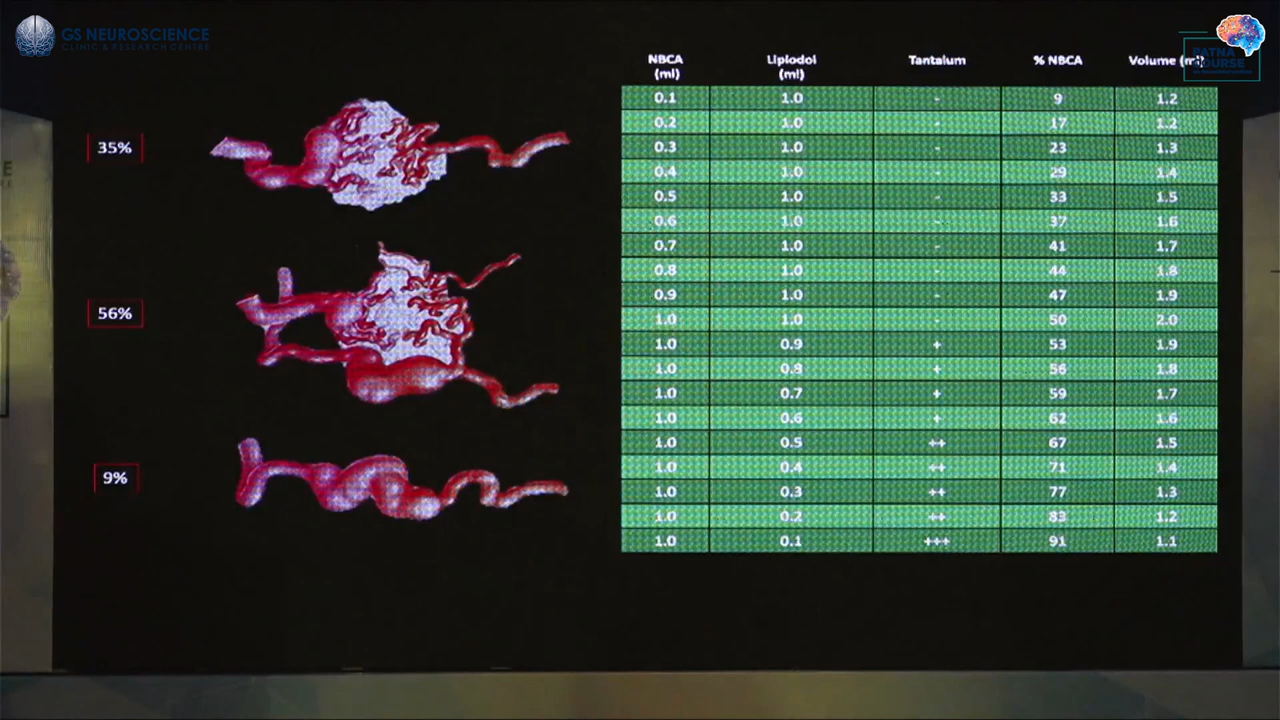 GS NEUROSCIENCE
CLINIC & RESEARCH CENTRE
PATNA
COURSE
35%
56%
9%
NBCA (ml) Lipiodol (ml) Tantalum % NBCA Volume (ml)
0.1 1.0 - 9 1.2
0.2 1.0 - 17 1.2
0.3 1.0 - 23 1.3
0.4 1.0 - 29 1.4
0.5 1.0 - 33 1.5
0.6 1.0 - 37 1.6
0.7 1.0 - 41 1.7
0.8 1.0 - 44 1.8
0.9 1.0 - 47 1.9
1.0 1.0 - 50 2.0
1.0 0.9 + 53 1.9
1.0 0.8 + 56 1.8
1.0 0.7 + 59 1.7
1.0 0.6 + 62 1.6
1.0 0.5 ++ 67 1.5
1.0 0.4 ++ 71 1.4
1.0 0.3 ++ 77 1.3
1.0 0.2 ++ 83 1.2
1.0 0.1 +++ 91 1.1